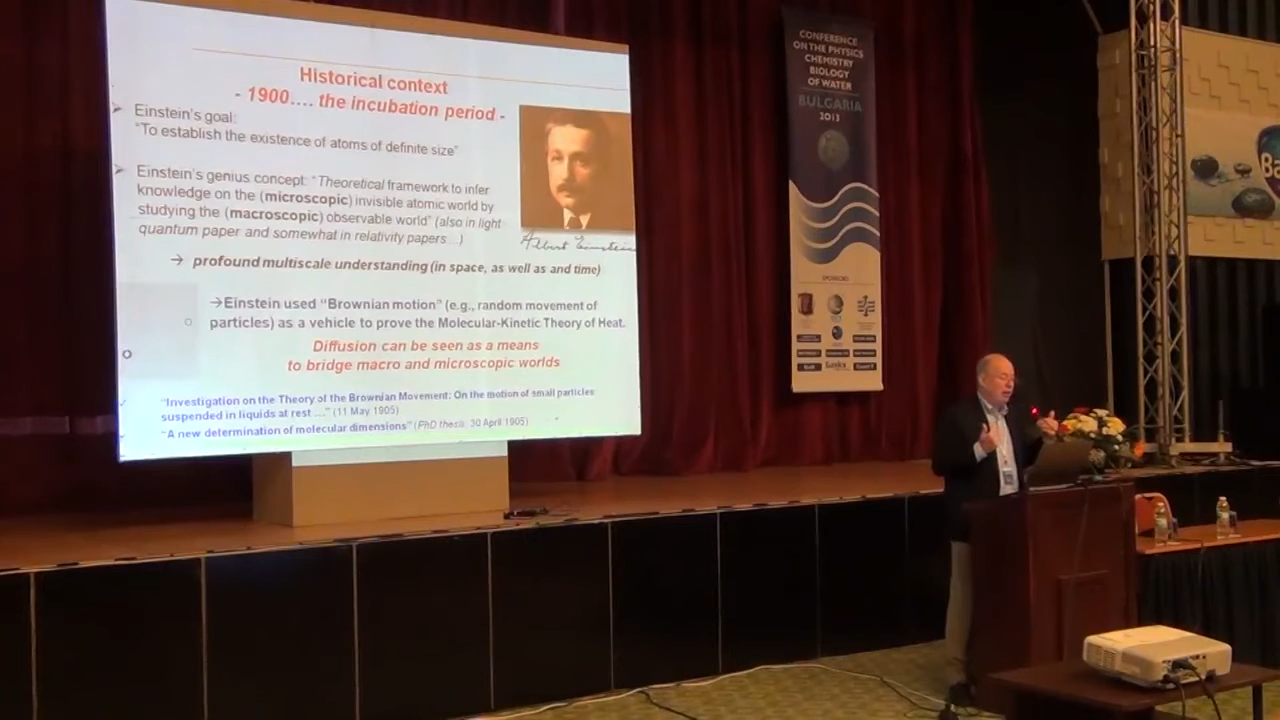 Historical context
- 1900.... the incubation period -
Einstein's goal:
"To establish the existence of atoms of definite size"
Einstein's genius concept: "Theoretical framework to infer
knowledge on the (microscopic) invisible atomic world by
studying the (macroscopic) observable world" (also in light
quantum paper and somewhat in relativity papers...)
Albert Einstein
→ profound multiscale understanding (in space, as well as and time)
→Einstein used "Brownian motion" (e.g., random movement of
particles) as a vehicle to prove the Molecular-Kinetic Theory of Heat.
Diffusion can be seen as a means
to bridge macro and microscopic worlds
"Investigation on the Theory of the Brownian Movement: On the motion of small particles
suspended in liquids at rest ...." (11 May 1905)
"A new determination of molecular dimensions" (PhD thesis: 30 April 1905)
CONFERENCE
ON THE PHYSICS
CHEMISTRY
BIOLOGY
OF WATER
BULGARIA
2013
SPONSORS
Ba